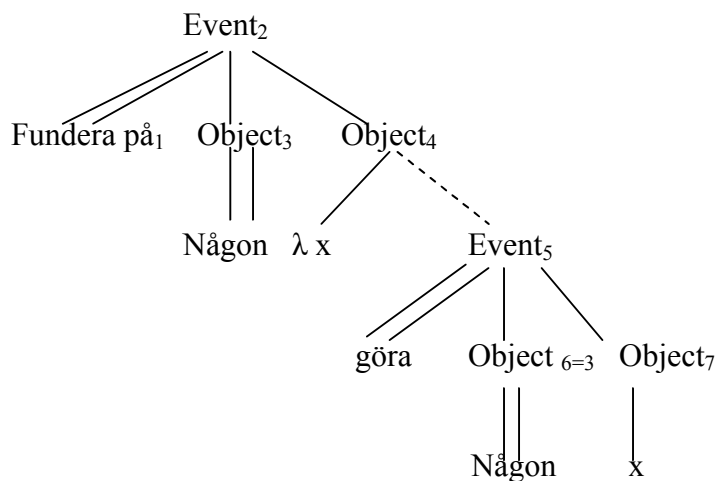 Event2
Fundera på1 Object3 Object4
Någon λ x Event5
göra Object 6=3 Object7
Någon x